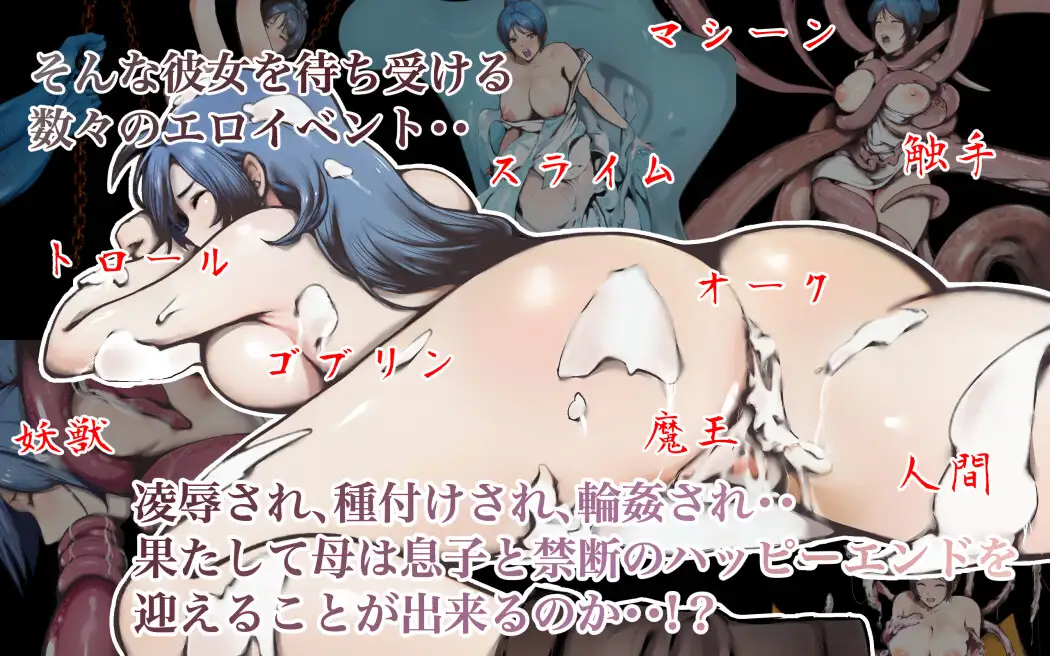 そんな彼女を待ち受ける
数々のエロイベント‥
マシーン
スライム
触手
トロール
オーク
ゴブリン
妖獣
魔王
人間
凌辱され、種付けされ、輪姦され‥
果たして母は息子と禁断のハッピーエンドを
迎えることが出来るのか‥!?